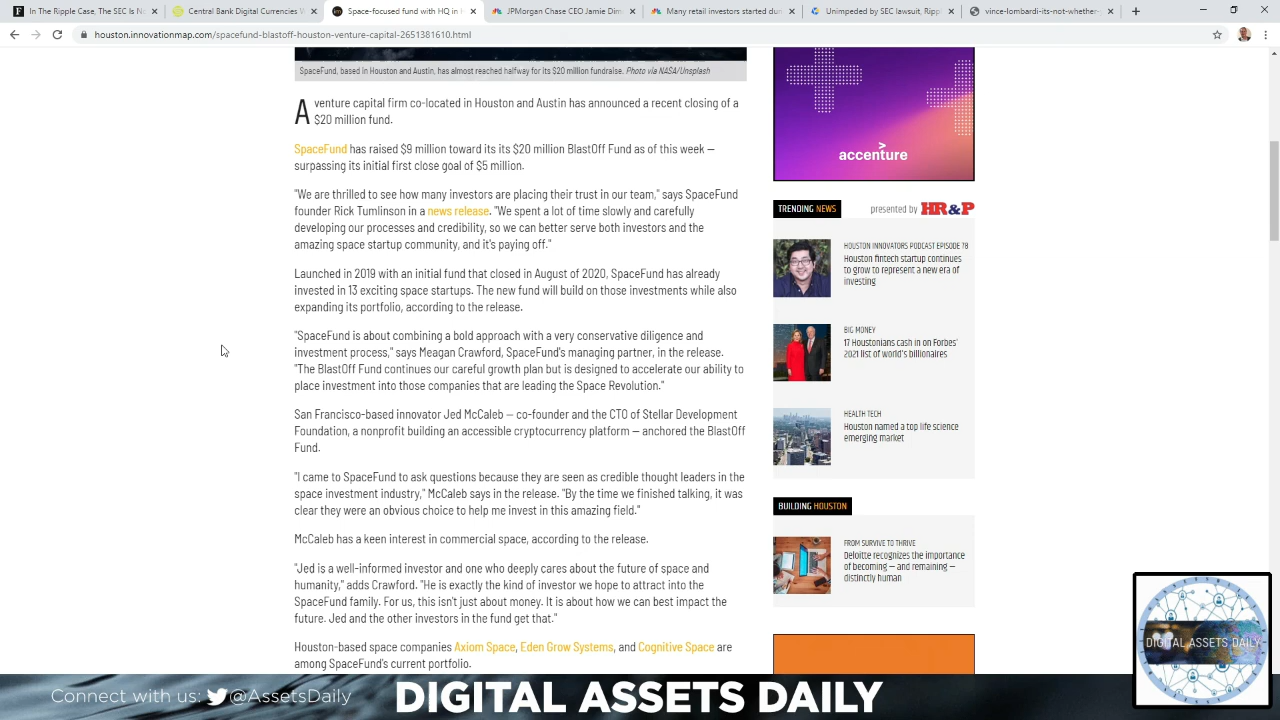 In The Ripple Case, The SEC Is N
Central Bank Digital Currencies V
venture capital firm with HQ i
JPMorgan Chase CEO Jamie Dim
Many retail investors started dur
Unimpeded by SEC lawsuit, Ripp
vince-lombardi-its-not-whether-
houston.innovationmap.com/spacefund-blastoff-houston-venture-capital-2651381610.html
SpaceFund, based in Houston and Austin, has almost reached halfway for its $20 million fundraise. Photo via NASA/Unsplash
A venture capital firm co-located in Houston and Austin has announced a recent closing of a
$20 million fund.
SpaceFund has raised $9 million toward its its $20 million BlastOff Fund as of this week —
surpassing its initial first close goal of $5 million.
"We are thrilled to see how many investors are placing their trust in our team," says SpaceFund
founder Rick Tumlinson in a news release. "We spent a lot of time slowly and carefully
developing our processes and credibility, so we can better serve both investors and the
amazing space startup community, and it's paying off."
Launched in 2019 with an initial fund that closed in August of 2020, SpaceFund has already
invested in 13 exciting space startups. The new fund will build on those investments while also
expanding its portfolio, according to the release.
"SpaceFund is about combining a bold approach with a very conservative diligence and
investment process," says Meagan Crawford, SpaceFund's managing partner, in the release.
"The BlastOff Fund continues our careful growth plan but is designed to accelerate our ability to
place investment into those companies that are leading the Space Revolution."
San Francisco-based innovator Jed McCaleb — co-founder and the CTO of Stellar Development
Foundation, a nonprofit building an accessible cryptocurrency platform — anchored the BlastOff
Fund.
"I came to SpaceFund to ask questions because they are seen as credible thought leaders in the
space investment industry," McCaleb says in the release. "By the time we finished talking, it was
clear they were an obvious choice to help me invest in this amazing field."
McCaleb has a keen interest in commercial space, according to the release.
"Jed is a well-informed investor and one who deeply cares about the future of space and
humanity," adds Crawford. "He is exactly the kind of investor we hope to attract into the
SpaceFund family. For us, this isn't just about money. It is about how we can best impact the
future. Jed and the other investors in the fund get that."
Houston-based space companies Axiom Space, Eden Grow Systems, and Cognitive Space are
among SpaceFund's current portfolio.
accenture
TRENDING NEWS
presented by HR&P
HOUSTON INNOVATORS PODCAST EPISODE 78
Houston fintech startup continues
to grow to represent a new era of
investing
BIG MONEY
17 Houstonians cash in on Forbes'
2021 list of world's billionaires
HEALTH TECH
Houston named a top life science
emerging market
BUILDING HOUSTON
FROM SURVIVE TO THRIVE
Deloitte recognizes the importance
of becoming — and remaining —
distinctly human
DIGITAL ASSETS DAILY
Connect with us: @AssetsDaily
DIGITAL ASSETS DAILY